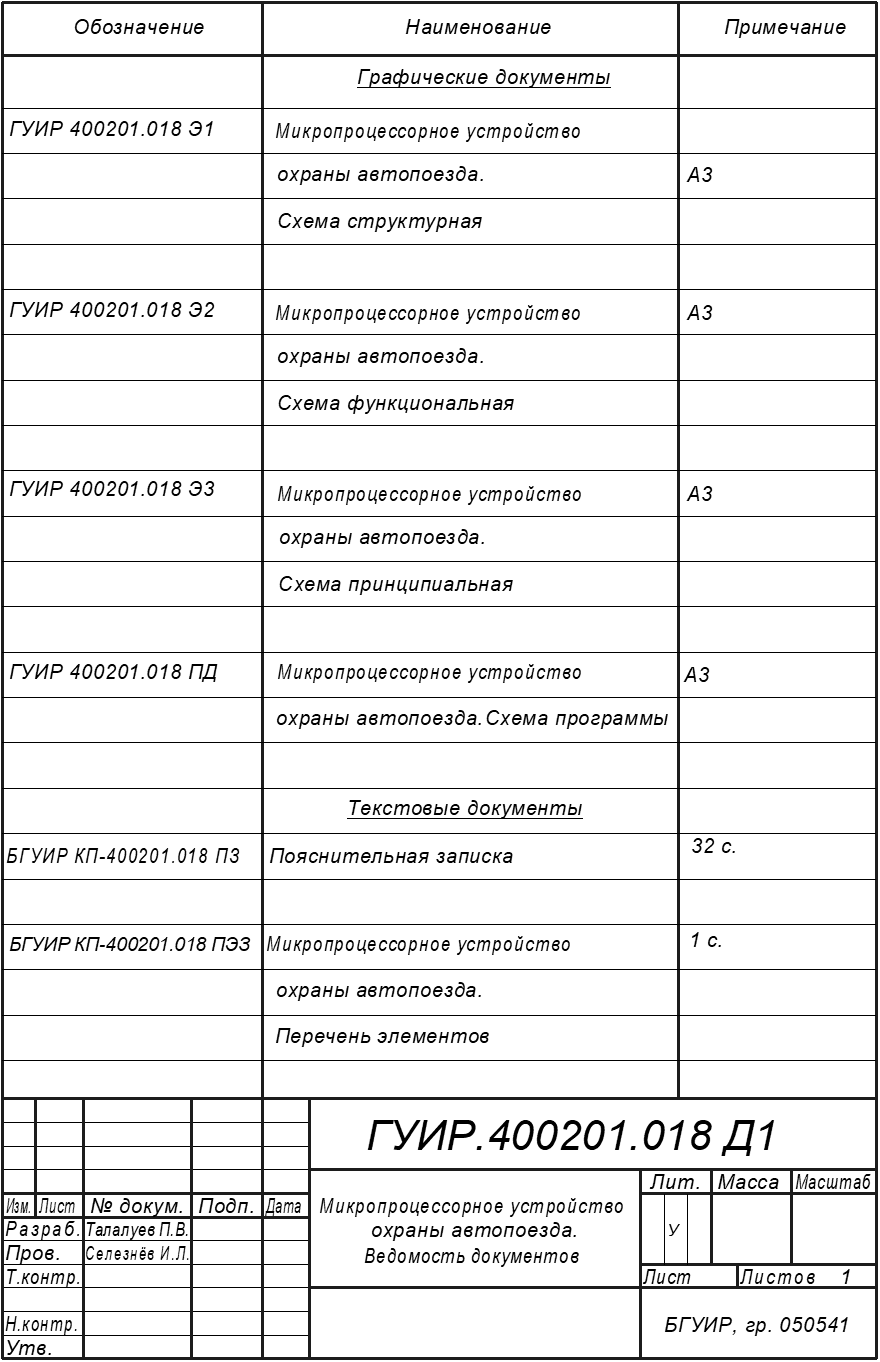 Обозначение Наименование Примечание
Графические документы
ГУИР 400201.018 Э1 Микропроцессорное устройство
охраны автопоезда. А3
Схема структурная
ГУИР 400201.018 Э2 Микропроцессорное устройство А3
охраны автопоезда.
Схема функциональная
ГУИР 400201.018 Э3 Микропроцессорное устройство А3
охраны автопоезда.
Схема принципиальная
ГУИР 400201.018 ПД Микропроцессорное устройство А3
охраны автопоезда.Схема программы
Текстовые документы
БГУИР КП-400201.018 ПЗ Пояснительная записка 32 с.
БГУИР КП-400201.018 ПЭЗ Микропроцессорное устройство 1 с.
охраны автопоезда.
Перечень элементов
ГУИР.400201.018 Д1
Изм. Лист № докум. Подп. Дата
Разраб. Талалуев П.В.
Пров. Селезнёв И.Л.
Т.контр.
Н.контр.
Утв.
Микропроцессорное устройство
охраны автопоезда.
Ведомость документов
Лит. Масса Масштаб
У
Лист Листов 1
БГУИР, гр. 050541